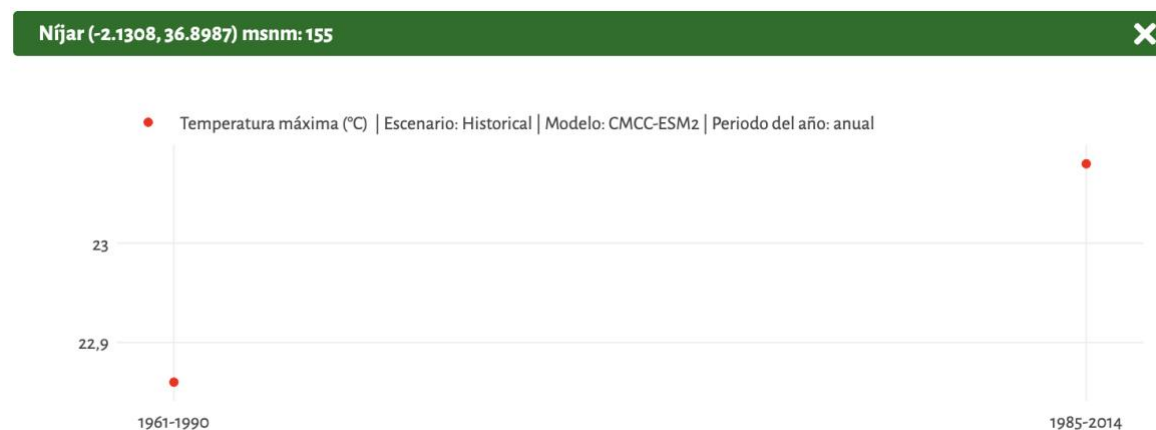 Níjar (-2.1308, 36.8987) msnm: 155
Temperatura máxima (°C) | Escenario: Historical | Modelo: CMCC-ESM2 | Periodo del año: anual
23
22,9
1961-1990 1985-2014